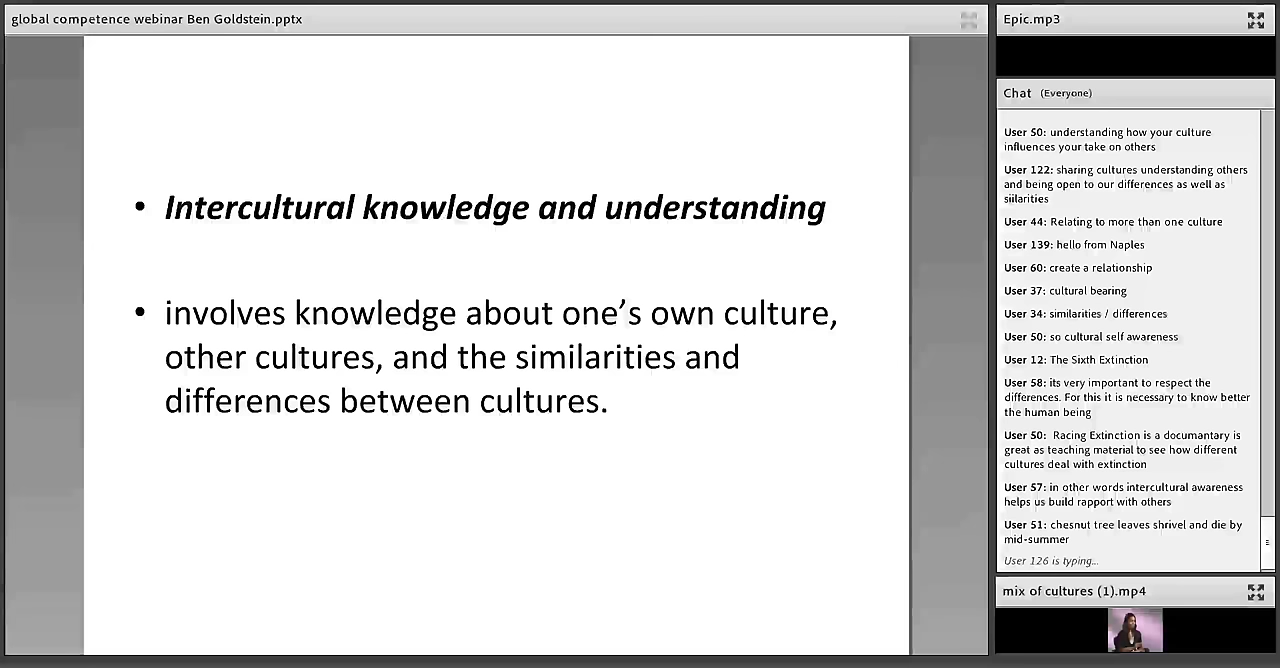 global competence webinar Ben Goldstein.pptx
• Intercultural knowledge and understanding
• involves knowledge about one’s own culture,
other cultures, and the similarities and
differences between cultures.
Epic.mp3
Chat (Everyone)
User 50: understanding how your culture
influences your take on others
User 122: sharing cultures understanding others
and being open to our differences as well as
siilarities
User 44: Relating to more than one culture
User 139: hello from Naples
User 60: create a relationship
User 37: cultural bearing
User 34: similarities / differences
User 50: so cultural self awareness
User 12: The Sixth Extinction
User 58: its very important to respect the
differences. For this it is necessary to know better
the human being
User 50: Racing Extinction is a documantary is
great as teaching material to see how different
cultures deal with extinction
User 57: in other words intercultural awareness
helps us build rapport with others
User 51: chesnut tree leaves shrivel and die by
mid-summer
User 126 is typing...
mix of cultures (1).mp4